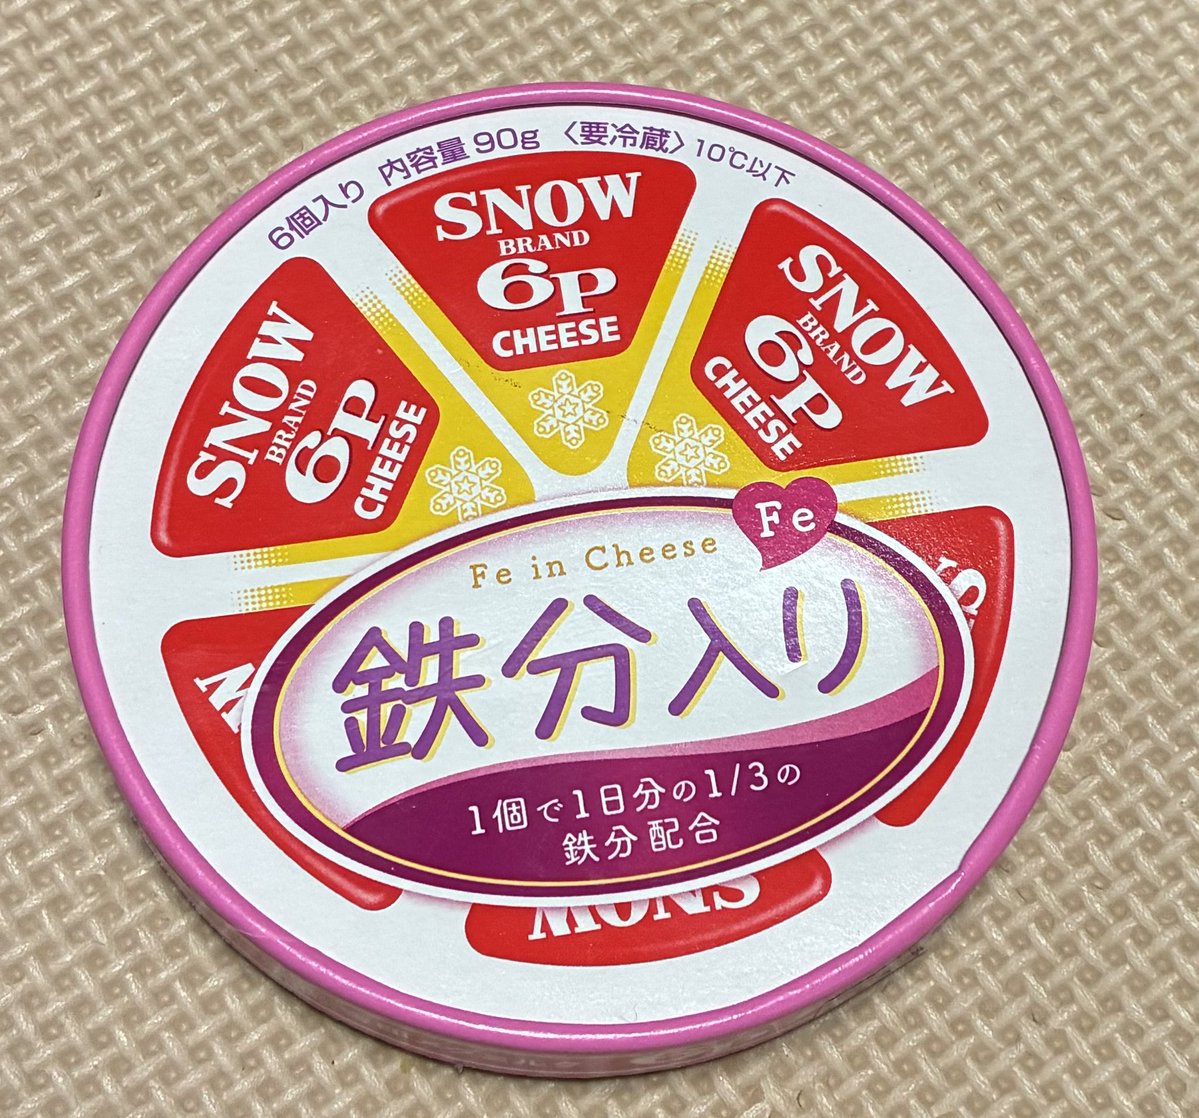 6個入り 内容量90g 〈要冷蔵〉10℃以下
SNOW
BRAND
6P
CHEESE
SNOW
BRAND
6P
CHEESE
SNOW
BRAND
6P
CHEESE
Fe
Fe in Cheese
鉄分入り
1個で1日分の1/3の
鉄分配合
SNOW